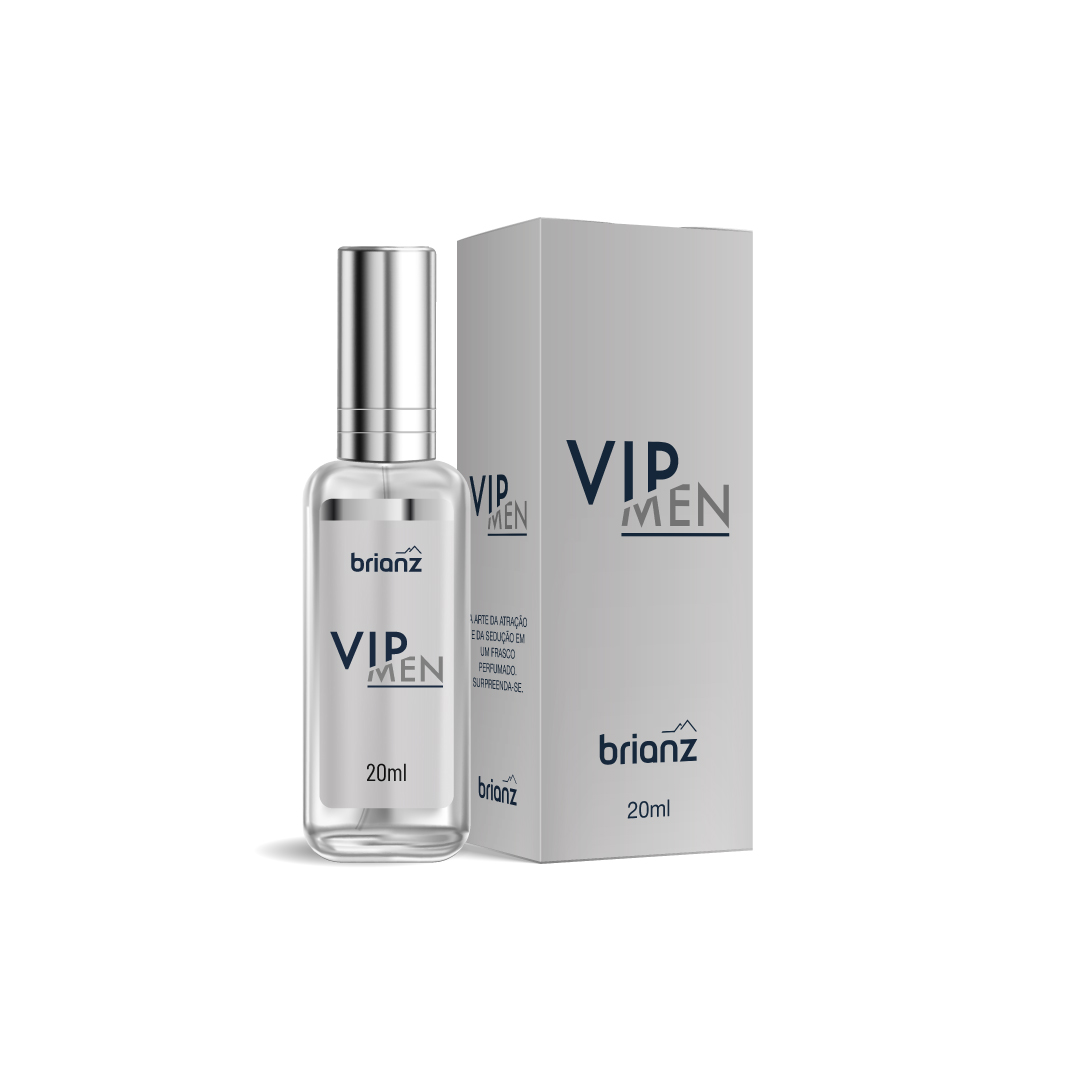 brianz
VIP
MEN
20ml
VIP
MEN
A ARTE DA ATRAÇÃO
E DA SEDUÇÃO EM
UM FRASCO
PERFUMADO.
SURPREENDA-SE.
brianz
VIP
MEN
brianz
20ml